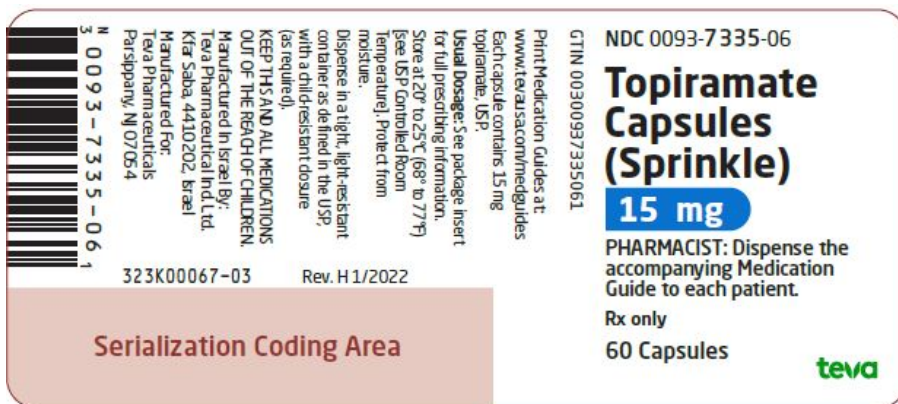 NDC 0093-7335-06
Topiramate
Capsules
(Sprinkle)
15 mg
PHARMACIST: Dispense the
accompanying Medication
Guide to each patient.
Rx only
60 Capsules
teva
GTIN 00300937335061
Print Medication Guides at:
www.tevausa.com/medguides
Each capsule contains 15 mg
topiramate, USP.
Usual Dosage: See package insert
for full prescribing information.
Store at 20° to 25°C (68° to 77°F)
[see USP Controlled Room
Temperature]. Protect from
moisture.
Dispense in a tight, light-resistant
container as defined in the USP,
with a child-resistant closure
(as required).
KEEP THIS AND ALL MEDICATIONS
OUT OF THE REACH OF CHILDREN.
Manufactured In Israel By:
Teva Pharmaceutical Ind. Ltd.
Kfar Saba, 4410202, Israel
Manufactured For:
Teva Pharmaceuticals
Parsippany, NJ 07054
N
3 0093-7335-06 1
323K00067-03
Rev. H 1/2022
Serialization Coding Area